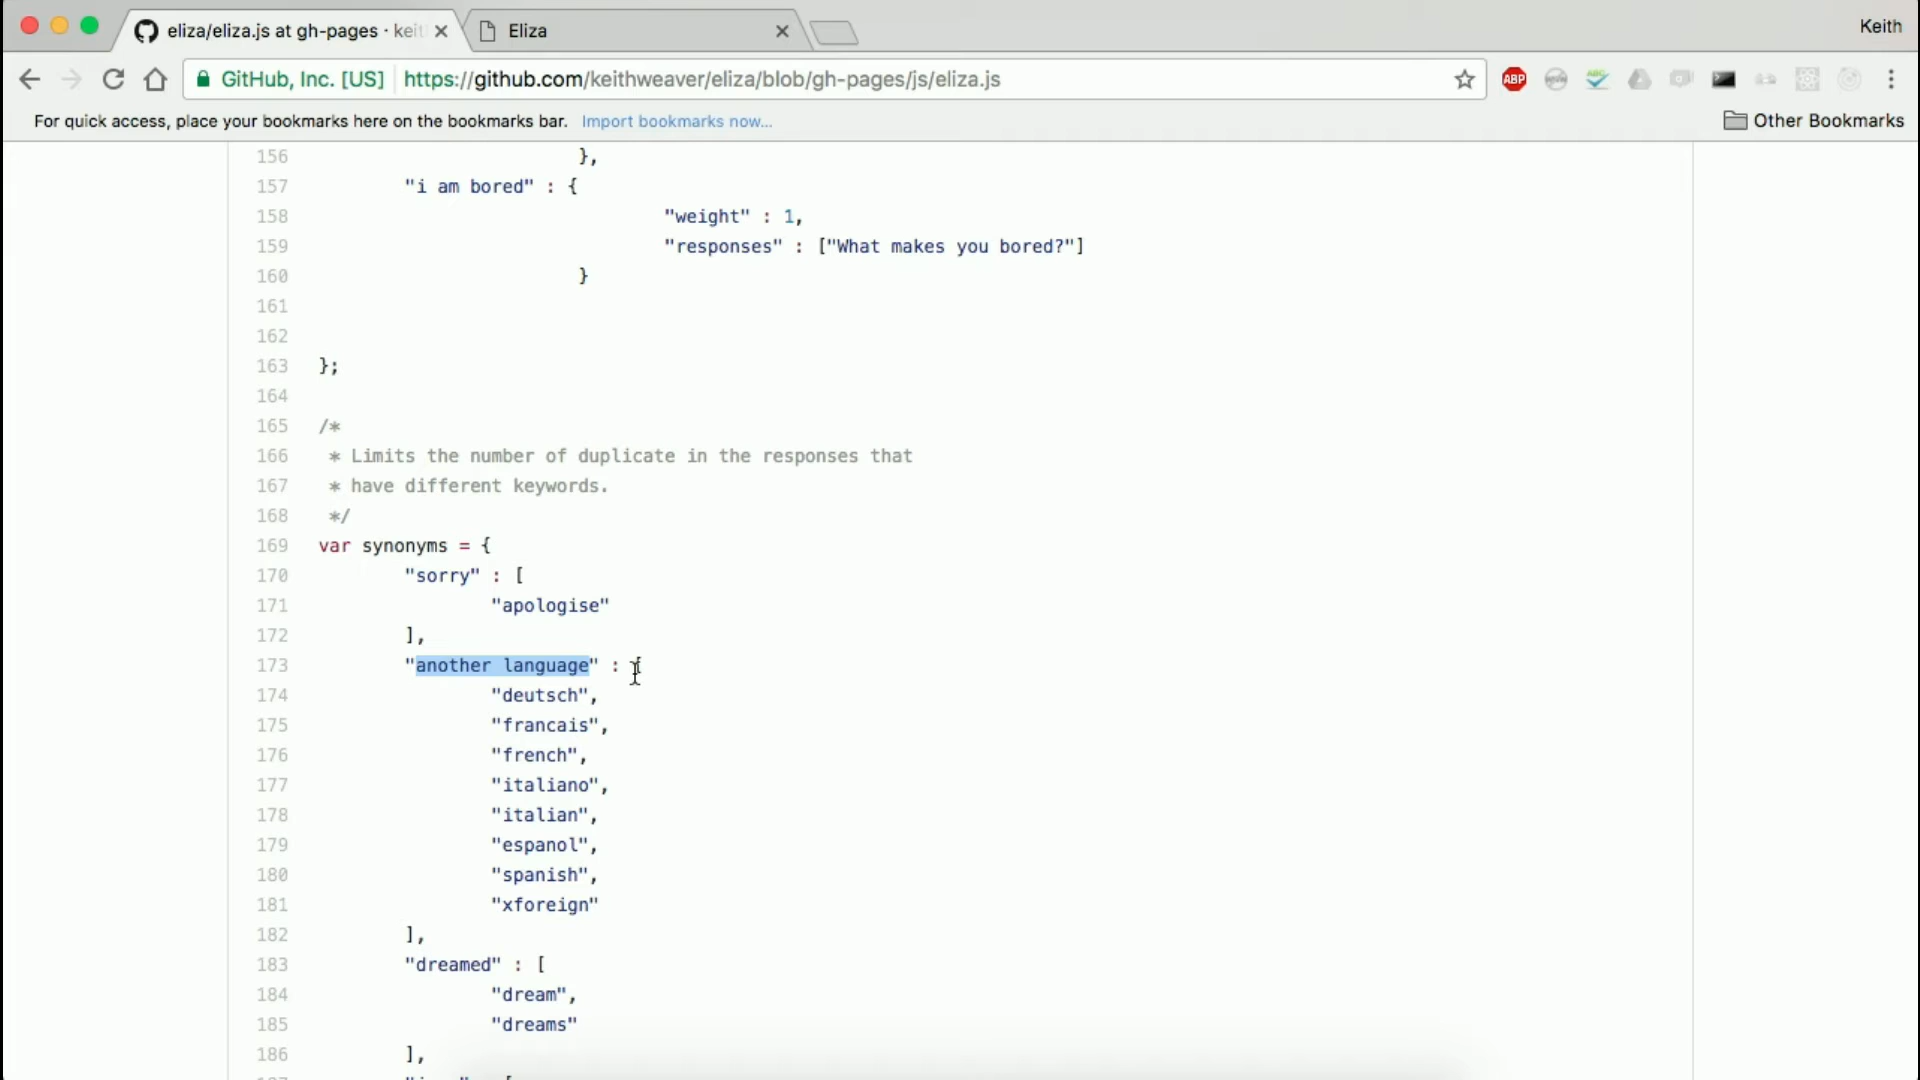 eliza/eliza.js at gh-pages · keit
Eliza
Keith
GitHub, Inc. [US]
https://github.com/keithweaver/eliza/blob/gh-pages/js/eliza.js
ABP
For quick access, place your bookmarks here on the bookmarks bar. Import bookmarks now...
Other Bookmarks
156 },
157 "i am bored" : {
158 "weight" : 1,
159 "responses" : ["What makes you bored?"]
160 }
161
162
163 };
164
165 /*
166 * Limits the number of duplicate in the responses that
167 * have different keywords.
168 */
169 var synonyms = {
170 "sorry" : [
171 "apologise"
172 ],
173 "another language" : [
174 "deutsch",
175 "francais",
176 "french",
177 "italiano",
178 "italian",
179 "espanol",
180 "spanish",
181 "xforeign"
182 ],
183 "dreamed" : [
184 "dream",
185 "dreams"
186 ],